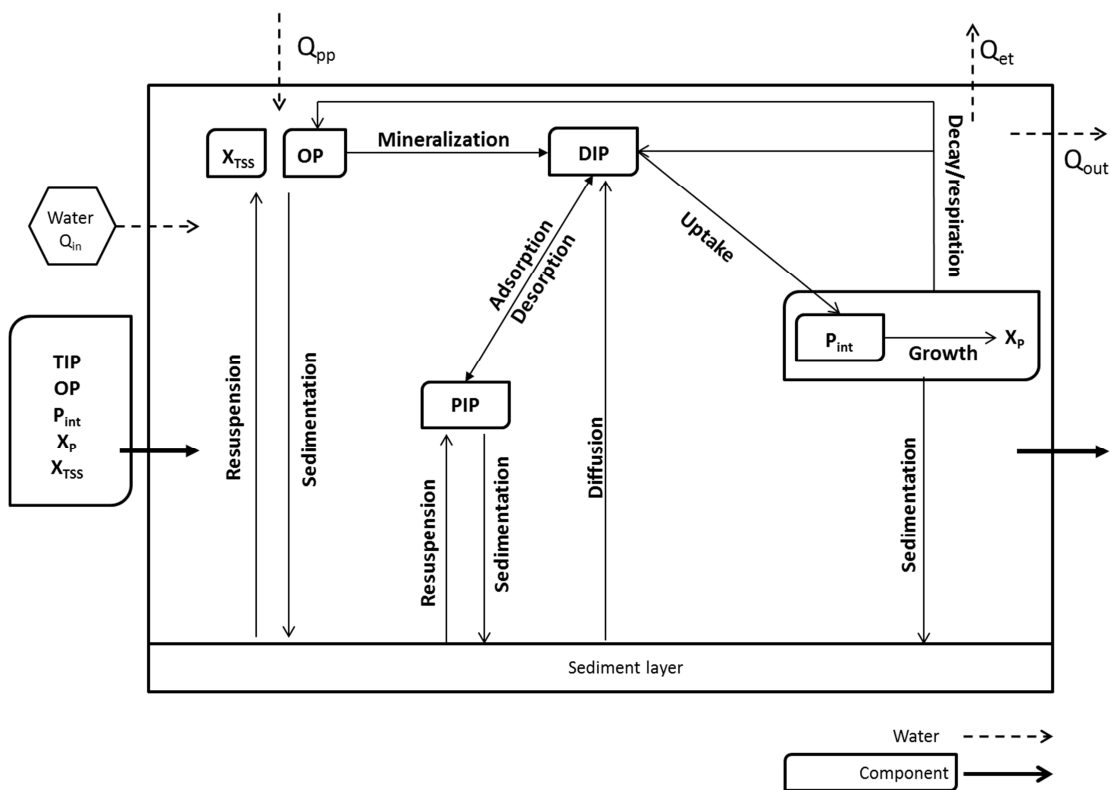 Qpp
Qet
XTSS
OP
Mineralization
DIP
Decay/respiration
Qout
Water
Qin
Uptake
Adsorption
Desorption
TIP
OP
Pint
XP
XTSS
Pint
Growth
XP
PIP
Resuspension
Sedimentation
Resuspension
Sedimentation
Diffusion
Sedimentation
Sediment layer
Water
Component